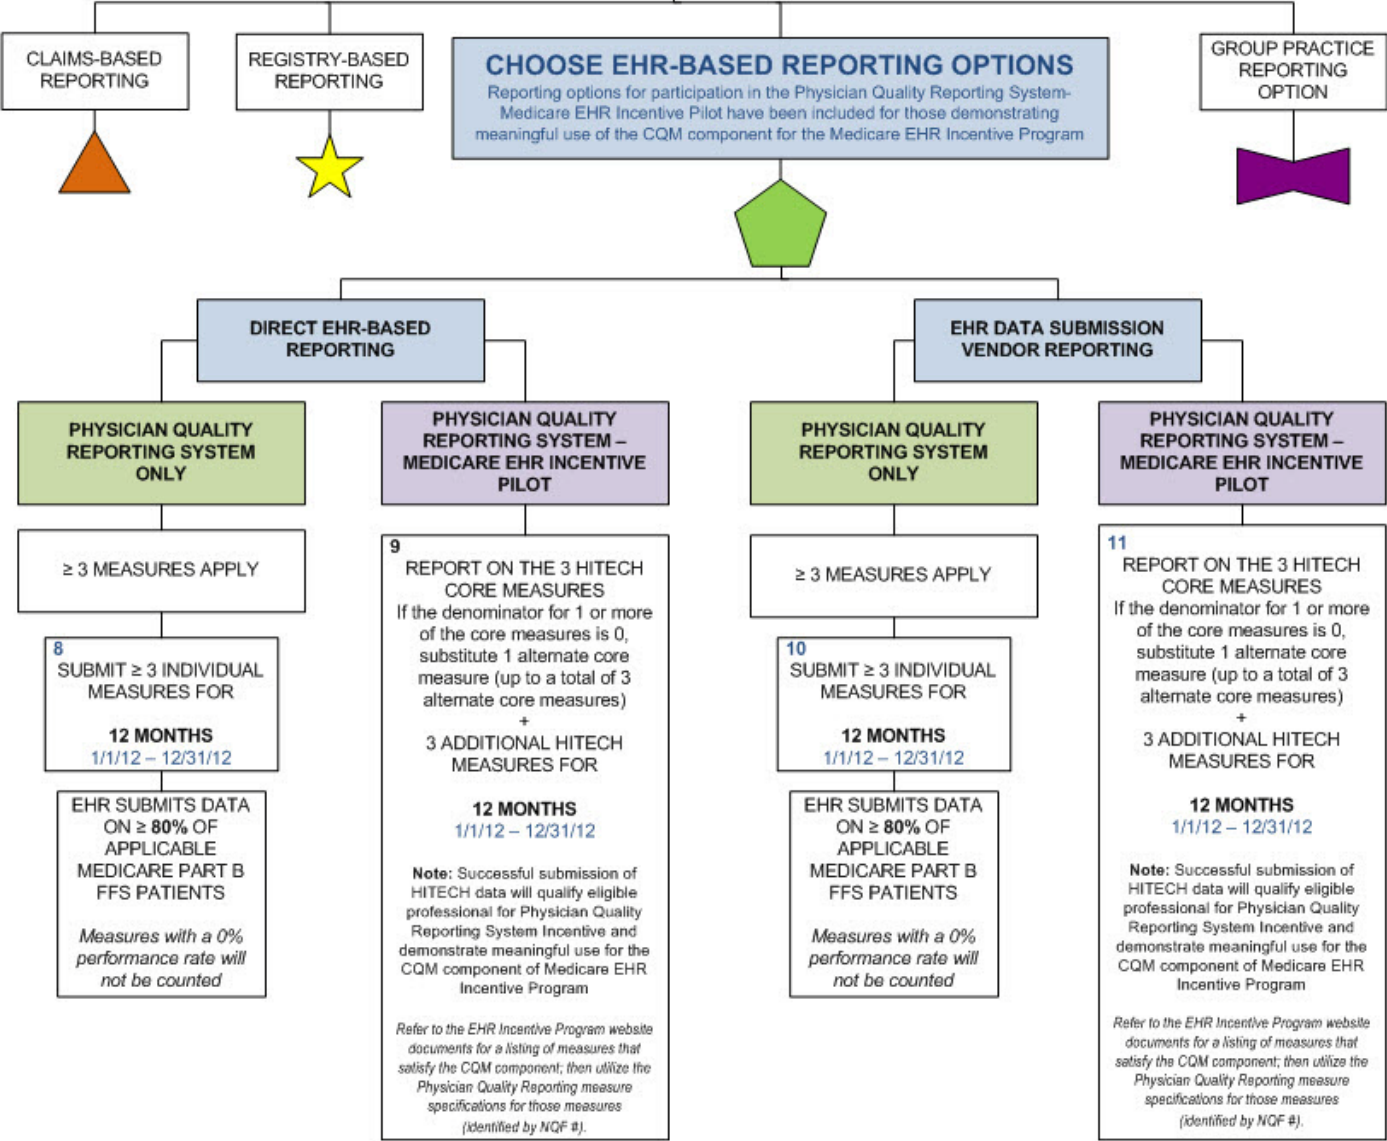 CLAIMS-BASED
REPORTING
REGISTRY-BASED
REPORTING
CHOOSE EHR-BASED REPORTING OPTIONS
Reporting options for participation in the Physician Quality Reporting System-
Medicare EHR Incentive Pilot have been included for those demonstrating
meaningful use of the CQM component for the Medicare EHR Incentive Program
GROUP PRACTICE
REPORTING
OPTION
DIRECT EHR-BASED
REPORTING
EHR DATA SUBMISSION
VENDOR REPORTING
PHYSICIAN QUALITY
REPORTING SYSTEM
ONLY
PHYSICIAN QUALITY
REPORTING SYSTEM –
MEDICARE EHR INCENTIVE
PILOT
PHYSICIAN QUALITY
REPORTING SYSTEM
ONLY
PHYSICIAN QUALITY
REPORTING SYSTEM –
MEDICARE EHR INCENTIVE
PILOT
≥ 3 MEASURES APPLY
8
SUBMIT ≥ 3 INDIVIDUAL
MEASURES FOR
12 MONTHS
1/1/12 – 12/31/12
EHR SUBMITS DATA
ON ≥ 80% OF
APPLICABLE
MEDICARE PART B
FFS PATIENTS
Measures with a 0%
performance rate will
not be counted
9
REPORT ON THE 3 HITECH
CORE MEASURES
If the denominator for 1 or more
of the core measures is 0,
substitute 1 alternate core
measure (up to a total of 3
alternate core measures)
+
3 ADDITIONAL HITECH
MEASURES FOR
12 MONTHS
1/1/12 – 12/31/12
Note: Successful submission of
HITECH data will qualify eligible
professional for Physician Quality
Reporting System Incentive and
demonstrate meaningful use for the
CQM component of Medicare EHR
Incentive Program
Refer to the EHR Incentive Program website
documents for a listing of measures that
satisfy the CQM component; then utilize the
Physician Quality Reporting measure
specifications for those measures
(identified by NQF #).
≥ 3 MEASURES APPLY
10
SUBMIT ≥ 3 INDIVIDUAL
MEASURES FOR
12 MONTHS
1/1/12 – 12/31/12
EHR SUBMITS DATA
ON ≥ 80% OF
APPLICABLE
MEDICARE PART B
FFS PATIENTS
Measures with a 0%
performance rate will
not be counted
11
REPORT ON THE 3 HITECH
CORE MEASURES
If the denominator for 1 or more
of the core measures is 0,
substitute 1 alternate core
measure (up to a total of 3
alternate core measures)
+
3 ADDITIONAL HITECH
MEASURES FOR
12 MONTHS
1/1/12 – 12/31/12
Note: Successful submission of
HITECH data will qualify eligible
professional for Physician Quality
Reporting System Incentive and
demonstrate meaningful use for the
CQM component of Medicare EHR
Incentive Program
Refer to the EHR Incentive Program website
documents for a listing of measures that
satisfy the CQM component; then utilize the
Physician Quality Reporting measure
specifications for those measures
(identified by NQF #).